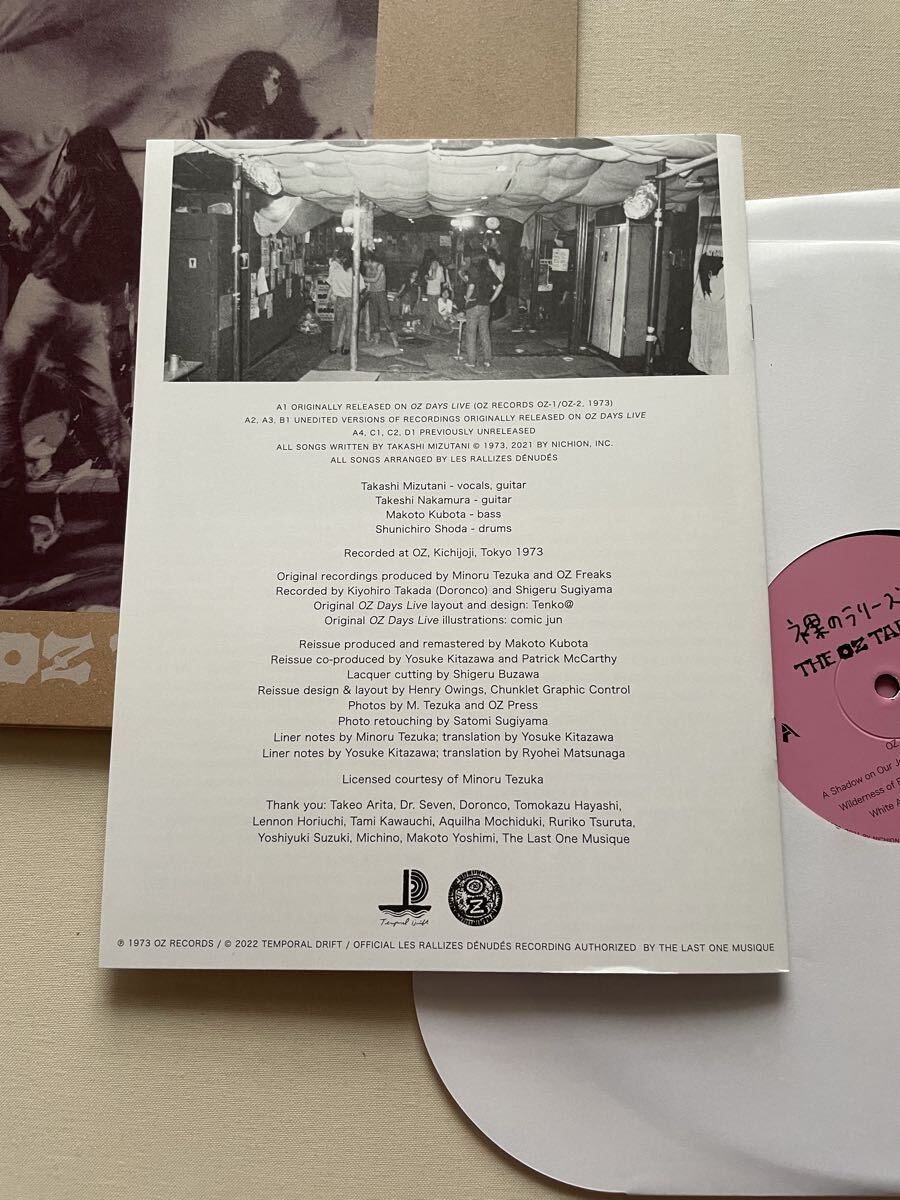 A1 ORIGINALLY RELEASED ON OZ DAYS LIVE (OZ RECORDS OZ-1/OZ-2, 1973)
A2, A3, B1 UNEDITED VERSIONS OF RECORDINGS ORIGINALLY RELEASED ON OZ DAYS LIVE
A4, C1, C2, D1 PREVIOUSLY UNRELEASED
ALL SONGS WRITTEN BY TAKASHI MIZUTANI © 1973, 2021 BY NICHION, INC.
ALL SONGS ARRANGED BY LES RALLIZES DÉNUDÉS
Takashi Mizutani - vocals, guitar
Takeshi Nakamura - guitar
Makoto Kubota - bass
Shunichiro Shoda - drums
Recorded at OZ, Kichijoji, Tokyo 1973
Original recordings produced by Minoru Tezuka and OZ Freaks
Recorded by Kiyohiro Takada (Doronco) and Shigeru Sugiyama
Original OZ Days Live layout and design: Tenko@
Original OZ Days Live illustrations: comic jun
Reissue produced and remastered by Makoto Kubota
Reissue co-produced by Yosuke Kitazawa and Patrick McCarthy
Lacquer cutting by Shigeru Buzawa
Reissue design & layout by Henry Owings, Chunklet Graphic Control
Photos by M. Tezuka and OZ Press
Photo retouching by Satomi Sugiyama
Liner notes by Minoru Tezuka; translation by Yosuke Kitazawa
Liner notes by Yosuke Kitazawa; translation by Ryohei Matsunaga
Licensed courtesy of Minoru Tezuka
Thank you: Takeo Arita, Dr. Seven, Doronco, Tomokazu Hayashi,
Lennon Horiuchi, Tami Kawauchi, Aquilha Mochiduki, Ruriko Tsuruta,
Yoshiyuki Suzuki, Michino, Makoto Yoshimi, The Last One Musique
Temporal Drift
OZ
℗ 1973 OZ RECORDS / © 2022 TEMPORAL DRIFT / OFFICIAL LES RALLIZES DÉNUDÉS RECORDING AUTHORIZED BY THE LAST ONE MUSIQUE
OZ
裸のラリーズ
THE OZ TA
A
OZ
A Shadow on Our J
Wilderness of
White A